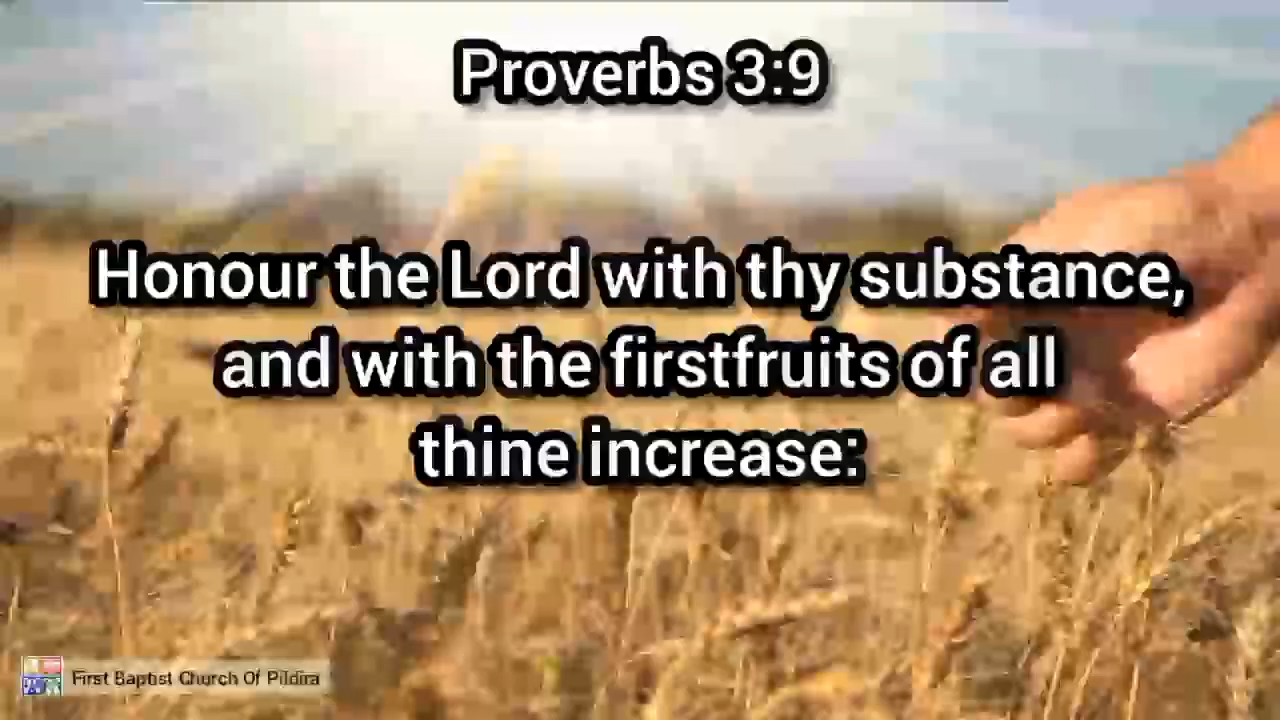 Proverbs 3:9
Honour the Lord with thy substance,
and with the firstfruits of all
thine increase:
First Baptist Church Of Pildira